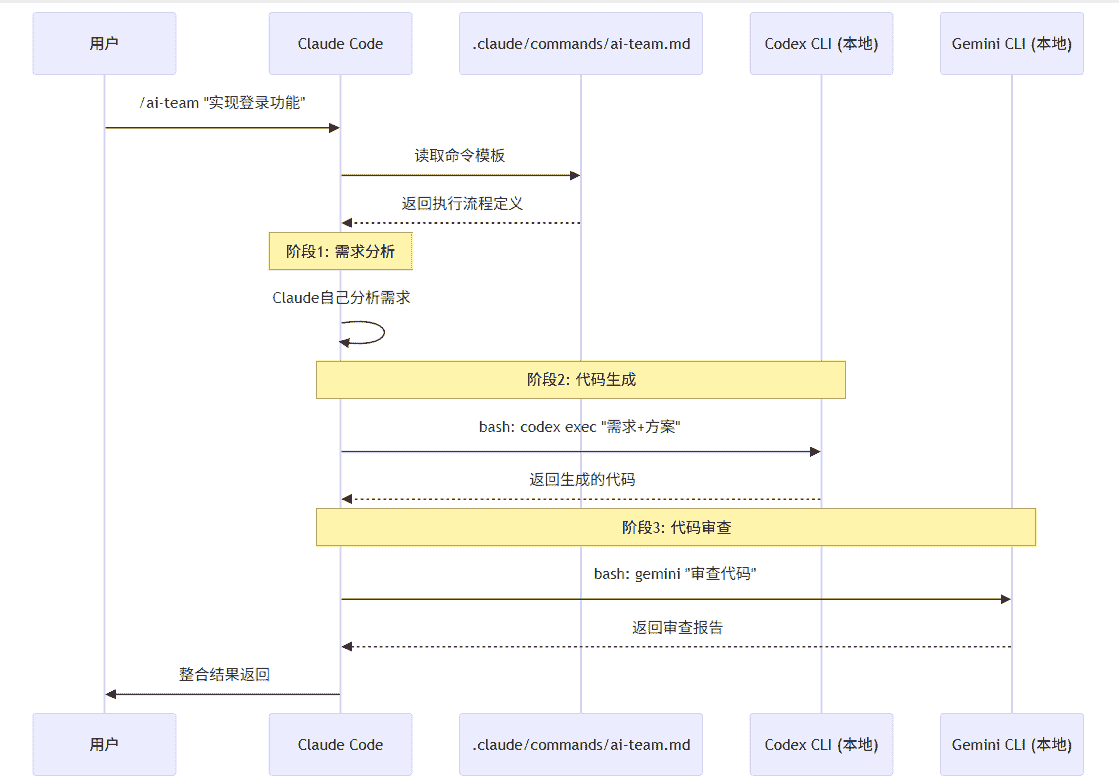 用户
Claude Code
.claude/commands/ai-team.md
Codex CLI (本地)
Gemini CLI (本地)
/ai-team "实现登录功能"
读取命令模板
返回执行流程定义
阶段1: 需求分析
Claude自己分析需求
阶段2: 代码生成
bash: codex exec "需求+方案"
返回生成的代码
阶段3: 代码审查
bash: gemini "审查代码"
返回审查报告
整合结果返回
用户
Claude Code
.claude/commands/ai-team.md
Codex CLI (本地)
Gemini CLI (本地)